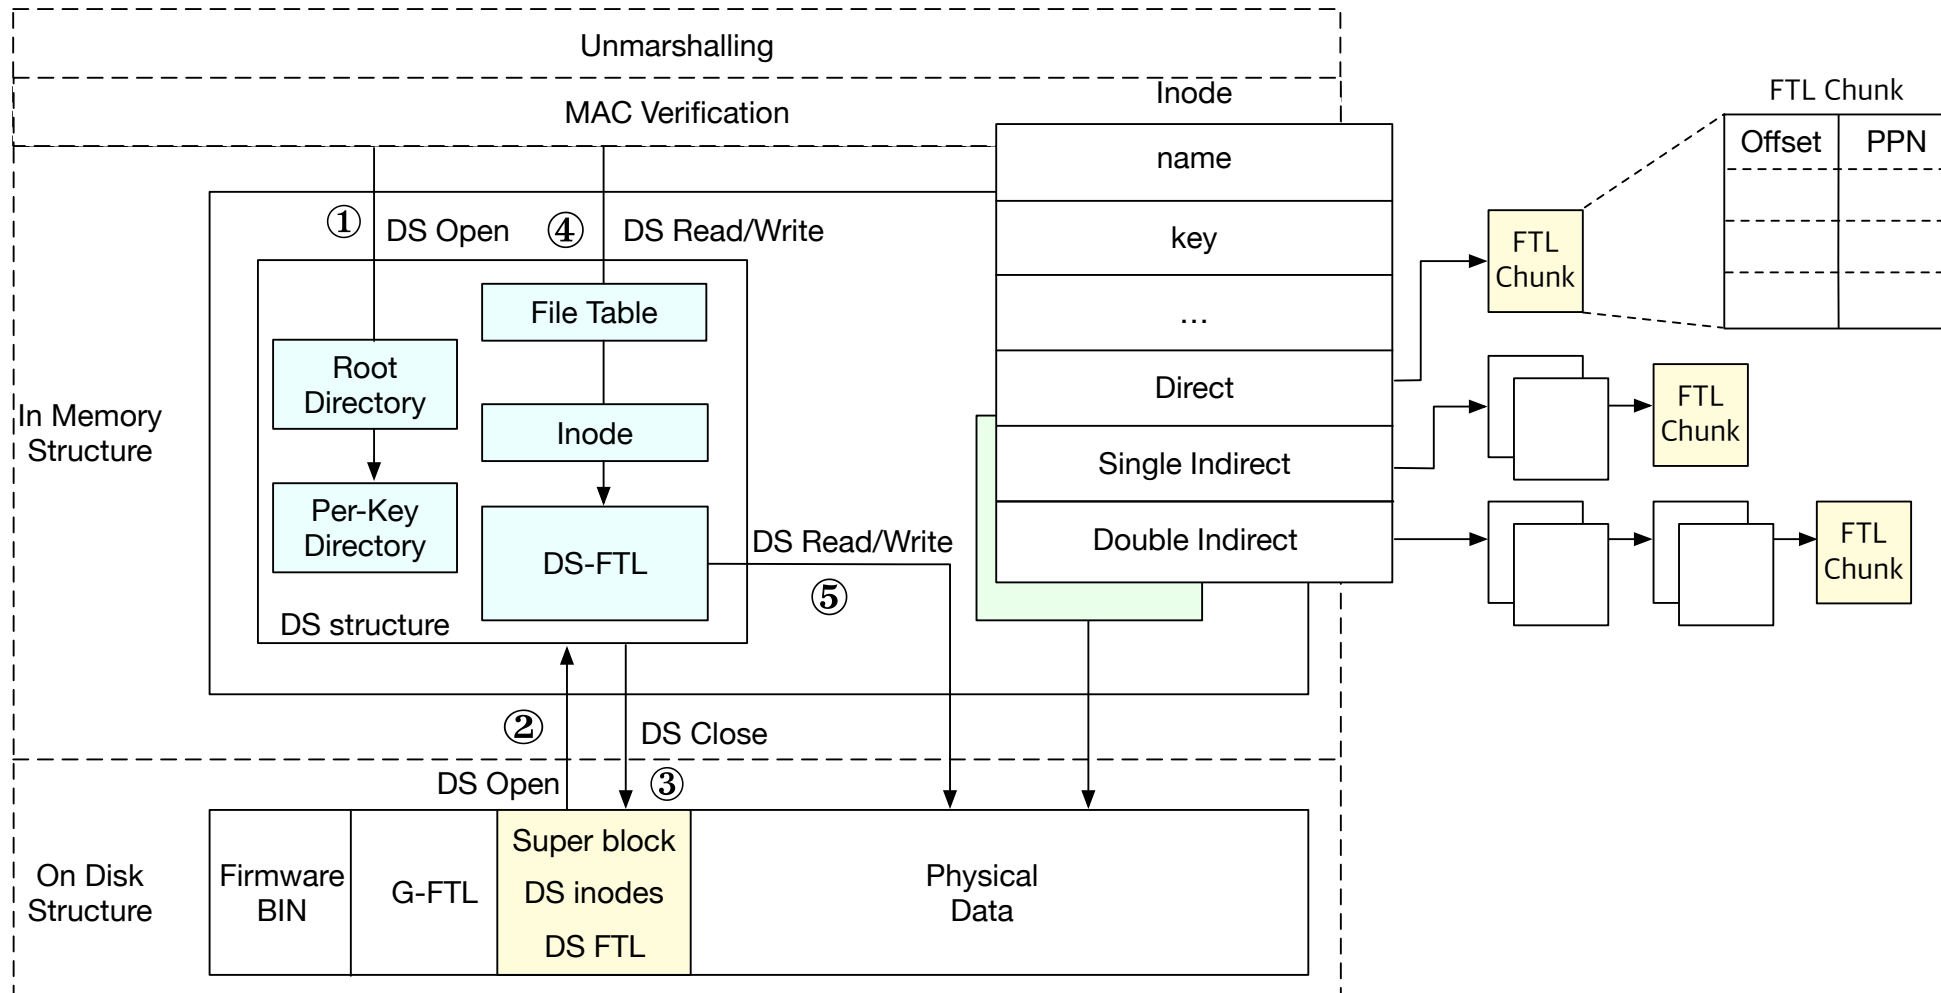 Unmarshalling
MAC Verification
Inode
FTL Chunk
Offset PPN
name
key
...
Direct
Single Indirect
Double Indirect
FTL
Chunk
FTL
Chunk
FTL
Chunk
① DS Open
④ DS Read/Write
File Table
Root
Directory
Inode
Per-Key
Directory
DS-FTL
DS structure
DS Read/Write
⑤
In Memory
Structure
②
DS Close
DS Open
③
On Disk
Structure
Firmware
BIN
G-FTL
Super block
DS inodes
DS FTL
Physical
Data